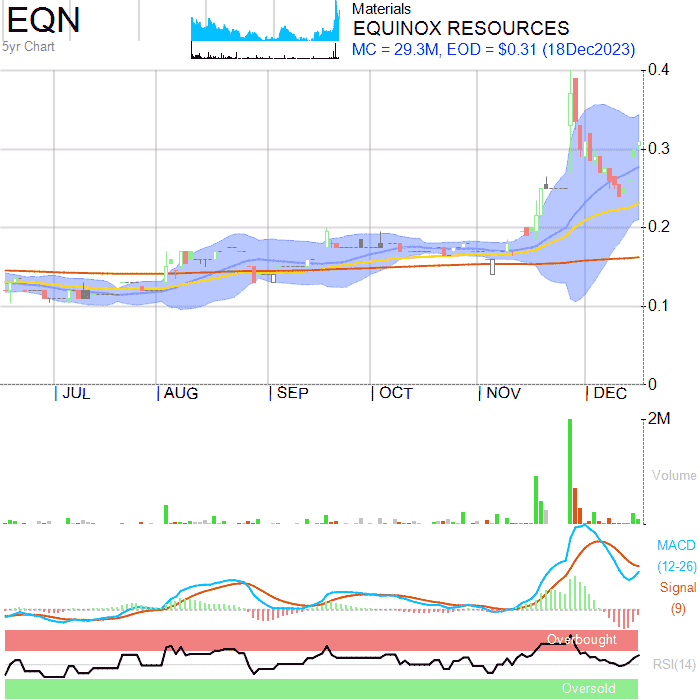 EQN
5yr Chart
Materials
EQUINOX RESOURCES
MC = 29.3M, EOD = $0.31 (18Dec2023)
0.4
0.3
0.2
0.1
0
JUL AUG SEP OCT NOV DEC
2M
Volume
MACD
(12-26)
Signal
(9)
Overbought
RSI(14)
Oversold